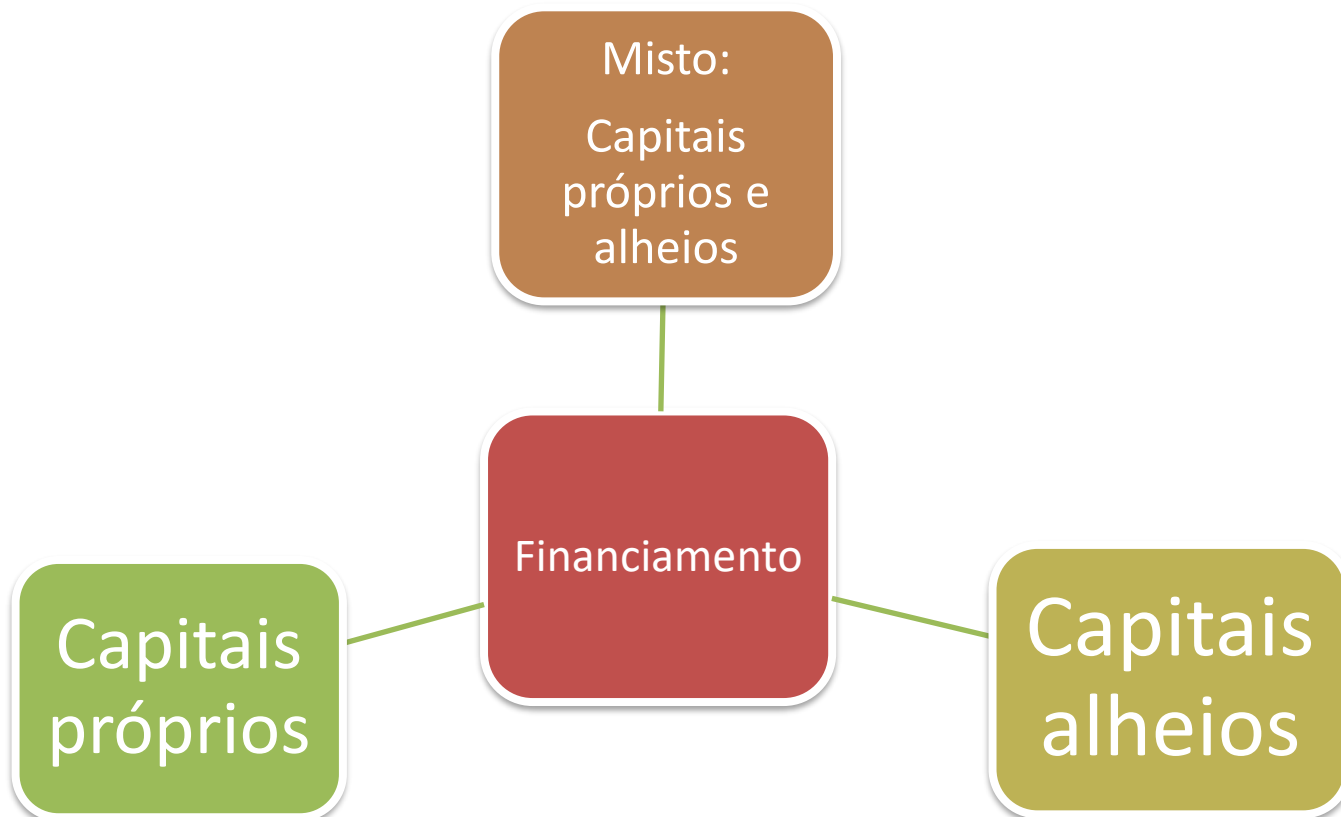 Misto:
Capitais
próprios e
alheios
Financiamento
Capitais
próprios
Capitais
alheios